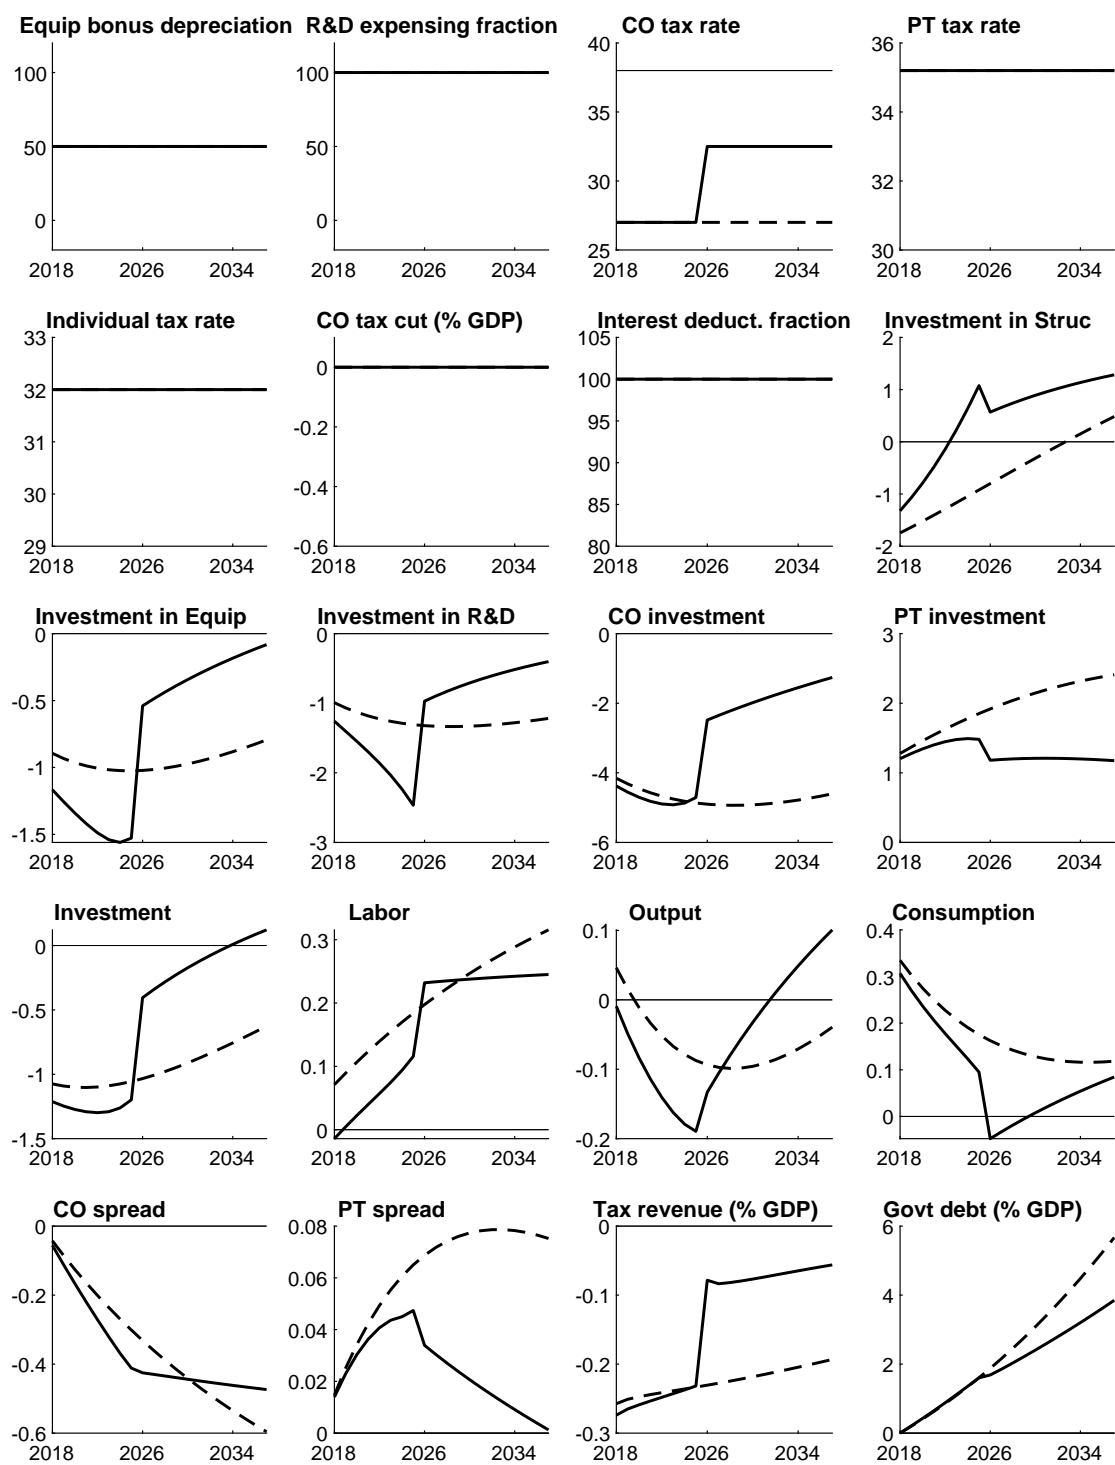 Equip bonus depreciation R&D expensing fraction CO tax rate PT tax rate
100 100 40 36
50 50 35 34
0 0 30 32
25 30
2018 2026 2034 2018 2026 2034 2018 2026 2034 2018 2026 2034
Individual tax rate CO tax cut (% GDP) Interest deduct. fraction Investment in Struc
33 0 105 2
32 -0.2 100 1
31 -0.4 95 0
30 -0.6 90 -1
29 85 -2
80
2018 2026 2034 2018 2026 2034 2018 2026 2034 2018 2026 2034
Investment in Equip Investment in R&D CO investment PT investment
0 0 0 3
-0.5 -1 -2 2
-1 -2 -4 1
-1.5 -3 -6 0
2018 2026 2034 2018 2026 2034 2018 2026 2034 2018 2026 2034
Investment Labor Output Consumption
0 0.3 0.1 0.4
-0.5 0.2 0 0.3
-1 0.1 -0.1 0.2
-1.5 0 -0.2 0.1
0
2018 2026 2034 2018 2026 2034 2018 2026 2034 2018 2026 2034
CO spread PT spread Tax revenue (% GDP) Govt debt (% GDP)
0 0.08 0 6
-0.2 0.06 -0.1 4
-0.4 0.04 -0.2 2
-0.6 0.02 -0.3 0
0
2018 2026 2034 2018 2026 2034 2018 2026 2034 2018 2026 2034